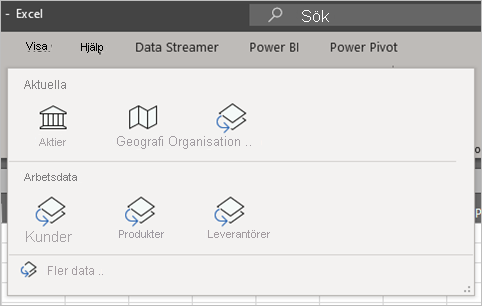 - Excel
Sök
Visa Hjälp Data Streamer Power BI Power Pivot
Aktuella
Aktier Geografi Organisation ..
Arbetsdata
Kunder Produkter Leverantörer
Fler data ..